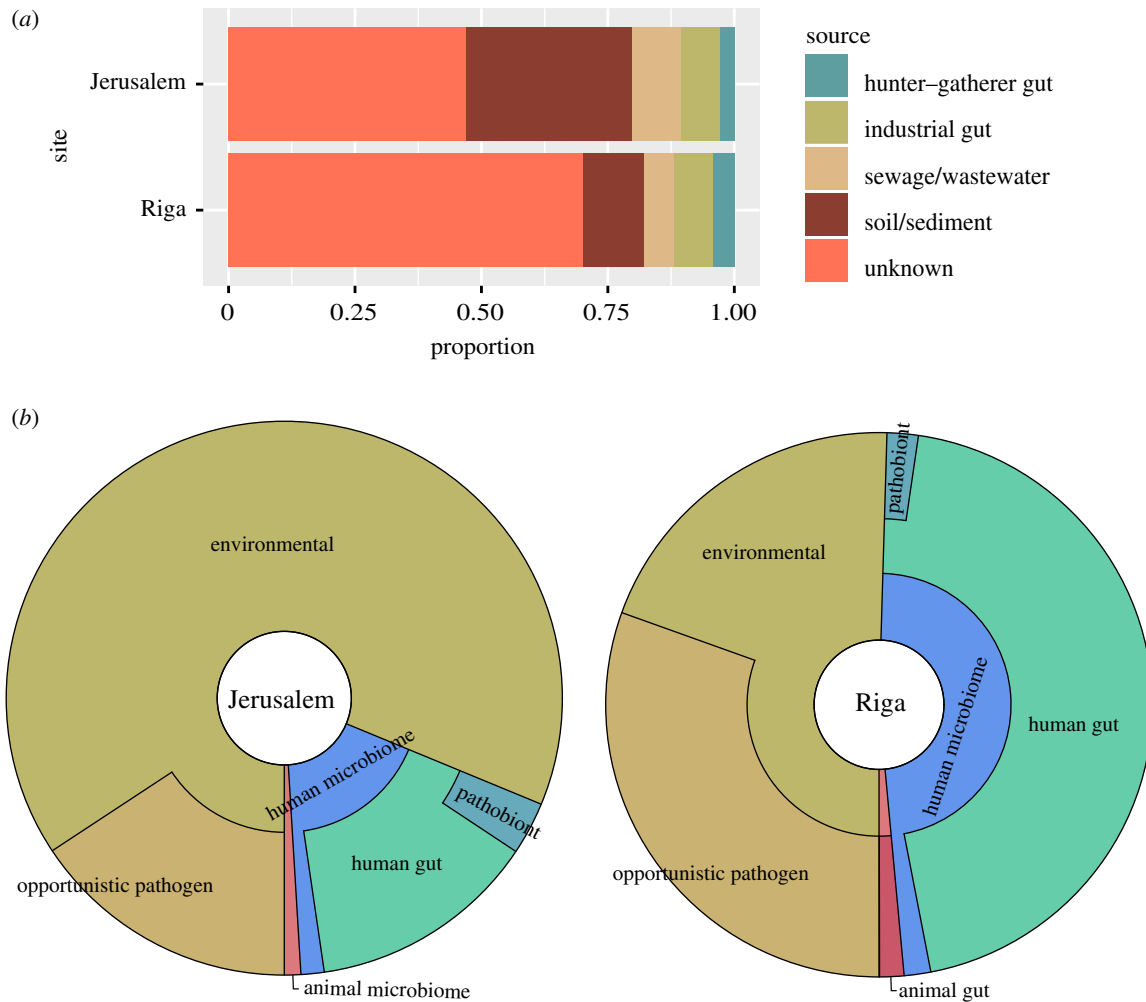 (a)
Jerusalem
Riga
site
0 0.25 0.50 0.75 1.00
proportion
source
hunter–gatherer gut
industrial gut
sewage/wastewater
soil/sediment
unknown
(b)
environmental
Jerusalem
human microbiome
pathobiont
human gut
opportunistic pathogen
animal microbiome
pathobiont
environmental
Riga
human microbiome
human gut
opportunistic pathogen
animal gut